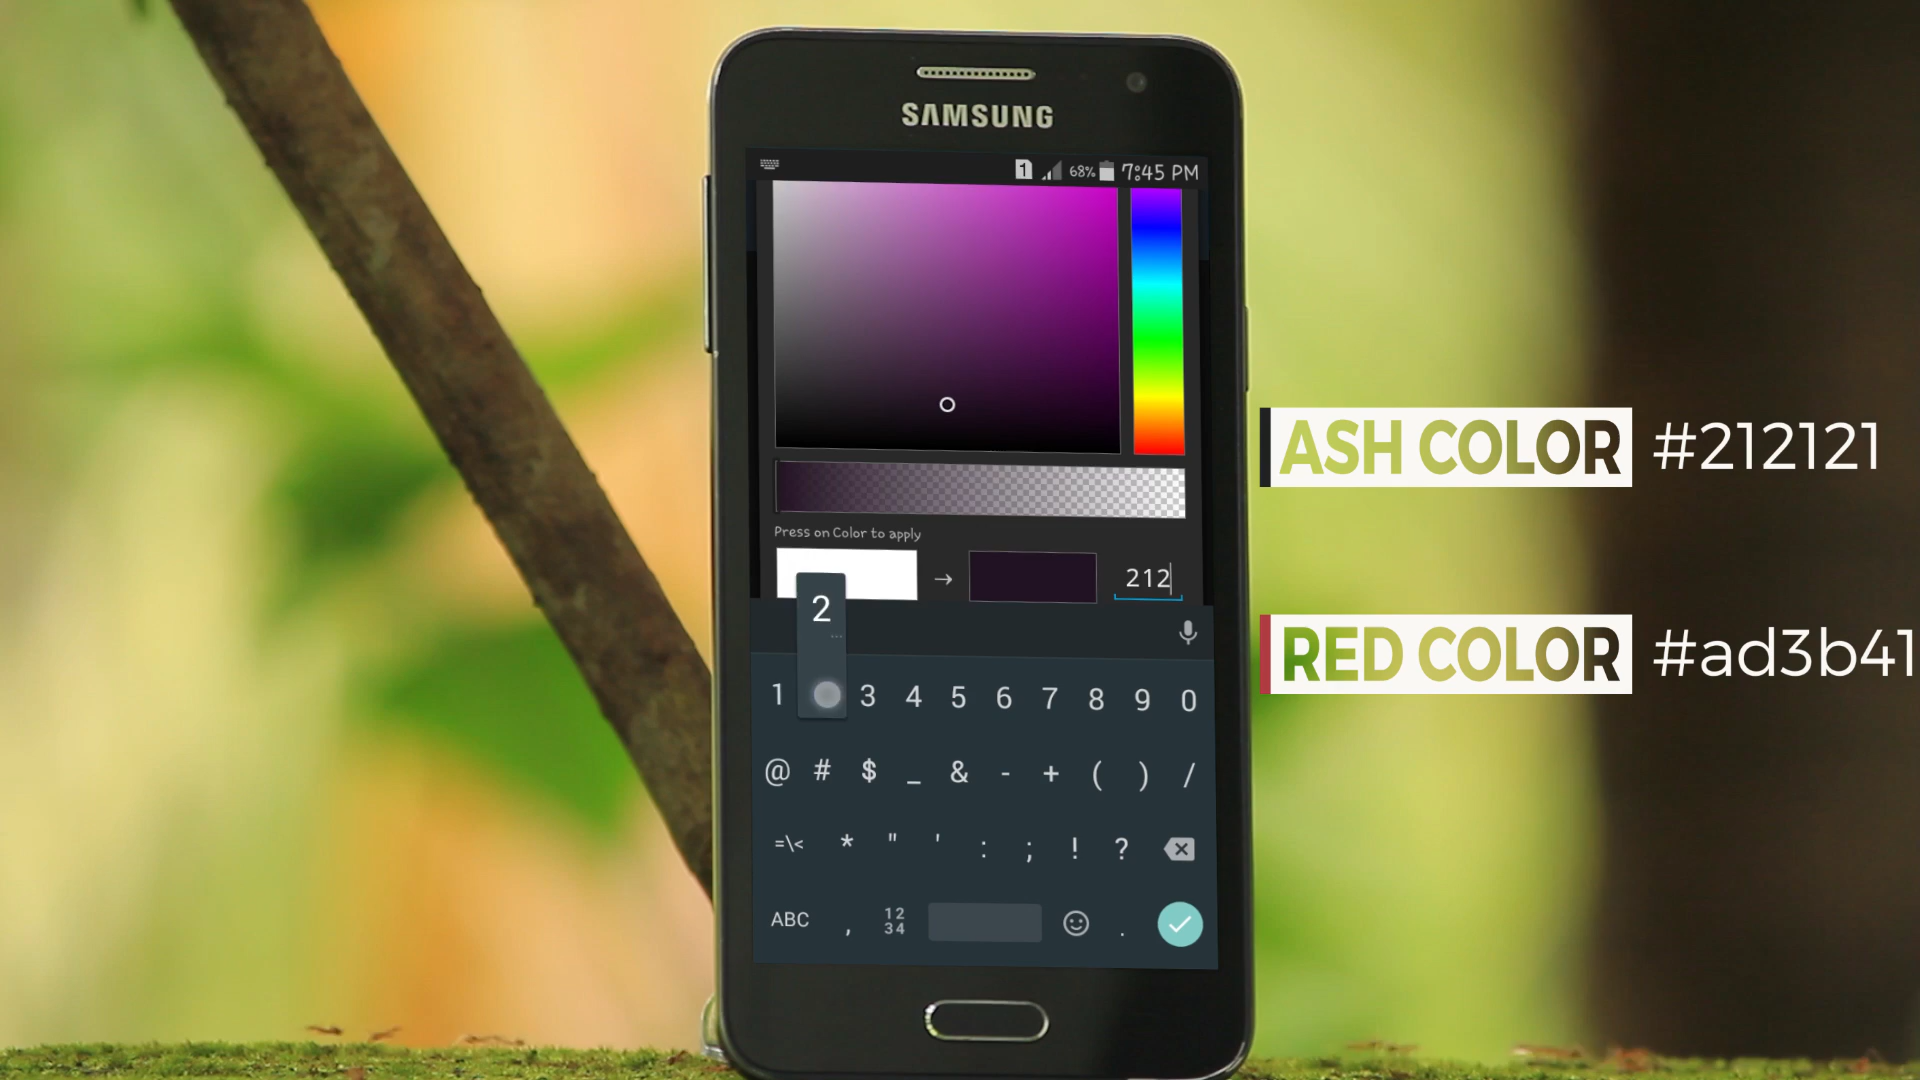 SAMSUNG
1 68% 7:45 PM
Press on Color to apply
→ 212
2
...
1 3 4 5 6 7 8 9 0
@ # $ _ & - + ( ) /
=\< * " ' : ; ! ?
ABC , 12 34 .
ASH COLOR #212121
RED COLOR #ad3b41